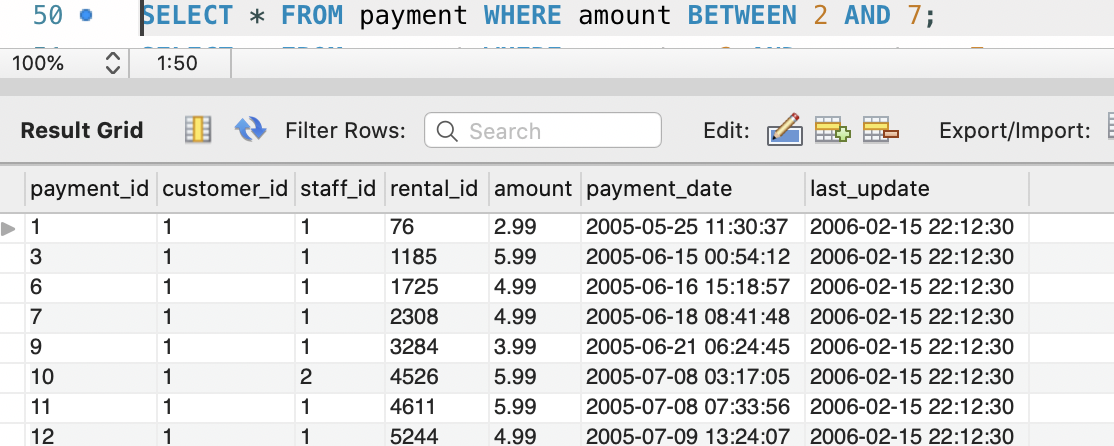 50 SELECT * FROM payment WHERE amount BETWEEN 2 AND 7;
100% 1:50
Result Grid Filter Rows: Search Edit: Export/Import:
payment_id customer_id staff_id rental_id amount payment_date last_update
1 1 1 76 2.99 2005-05-25 11:30:37 2006-02-15 22:12:30
3 1 1 1185 5.99 2005-06-15 00:54:12 2006-02-15 22:12:30
6 1 1 1725 4.99 2005-06-16 15:18:57 2006-02-15 22:12:30
7 1 1 2308 4.99 2005-06-18 08:41:48 2006-02-15 22:12:30
9 1 1 3284 3.99 2005-06-21 06:24:45 2006-02-15 22:12:30
10 1 2 4526 5.99 2005-07-08 03:17:05 2006-02-15 22:12:30
11 1 1 4611 5.99 2005-07-08 07:33:56 2006-02-15 22:12:30
12 1 1 5244 4.99 2005-07-09 13:24:07 2006-02-15 22:12:30